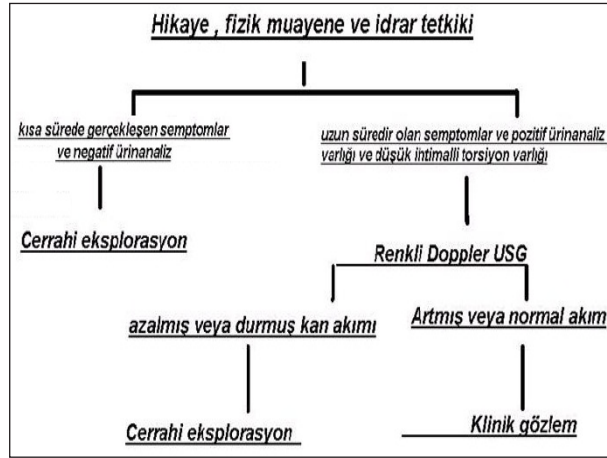 Hikaye , fizik muayene ve idrar tetkiki
kısa sürede gerçekleşen semptomlar
ve negatif ürinanaliz
uzun süredir olan semptomlar ve pozitif ürinanaliz
varlığı ve düşük ihtimalli torsiyon varlığı
Cerrahi eksplorasyon
Renkli Doppler USG
azalmış veya durmuş kan akımı
Artmış veya normal akım
Cerrahi eksplorasyon
Klinik gözlem